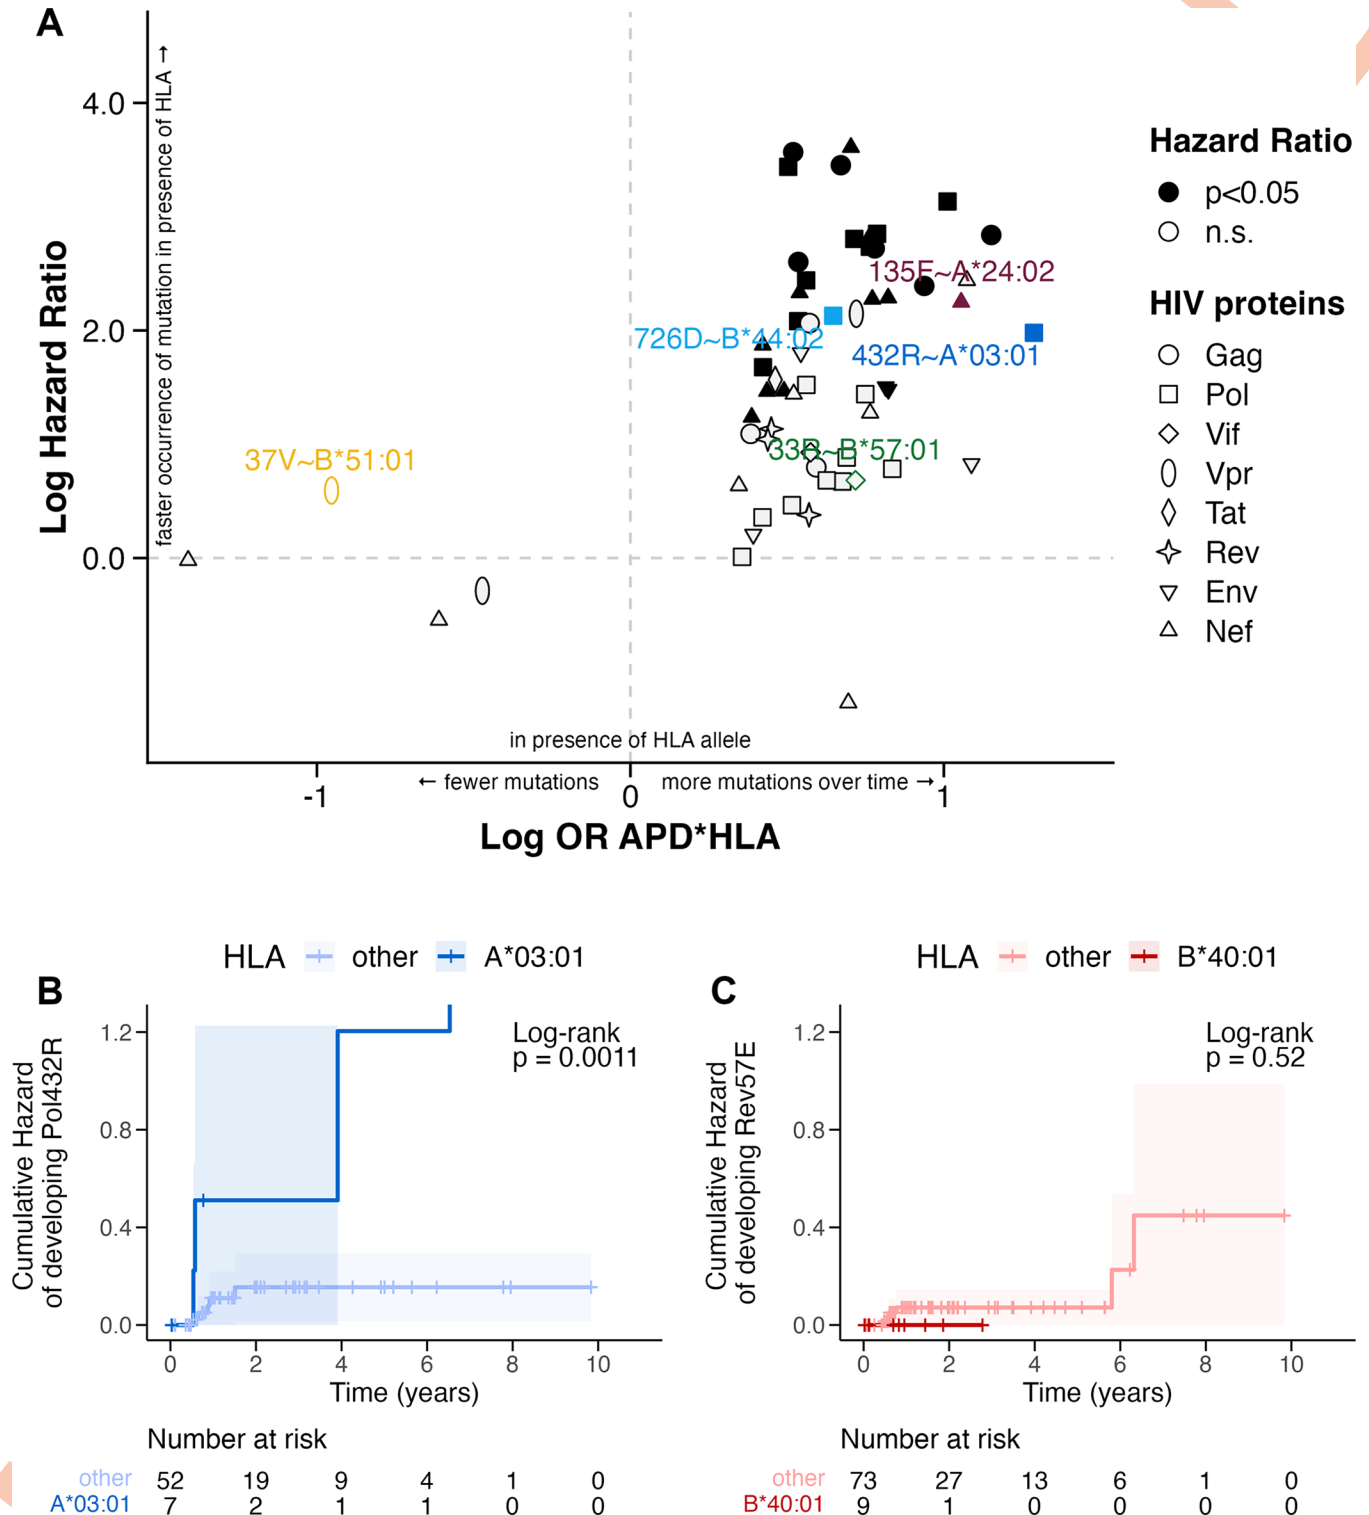 A
Log Hazard Ratio
faster occurrence of mutation in presence of HLA →
4.0
2.0
0.0
135F~A*24:02
726D~B*44:02
432R~A*03:01
33R~B*57:01
37V~B*51:01
in presence of HLA allele
← fewer mutations
more mutations over time →
-1
0
1
Log OR APD*HLA
Hazard Ratio
p<0.05
n.s.
HIV proteins
Gag
Pol
Vif
Vpr
Tat
Rev
Env
Nef
B
HLA other A*03:01
Cumulative Hazard
of developing Pol432R
1.2
0.8
0.4
0.0
Log-rank
p = 0.0011
0 2 4 6 8 10
Time (years)
Number at risk
other 52 19 9 4 1 0
A*03:01 7 2 1 1 0 0
C
HLA other B*40:01
Cumulative Hazard
of developing Rev57E
1.2
0.8
0.4
0.0
Log-rank
p = 0.52
0 2 4 6 8 10
Time (years)
Number at risk
other 73 27 13 6 1 0
B*40:01 9 1 0 0 0 0